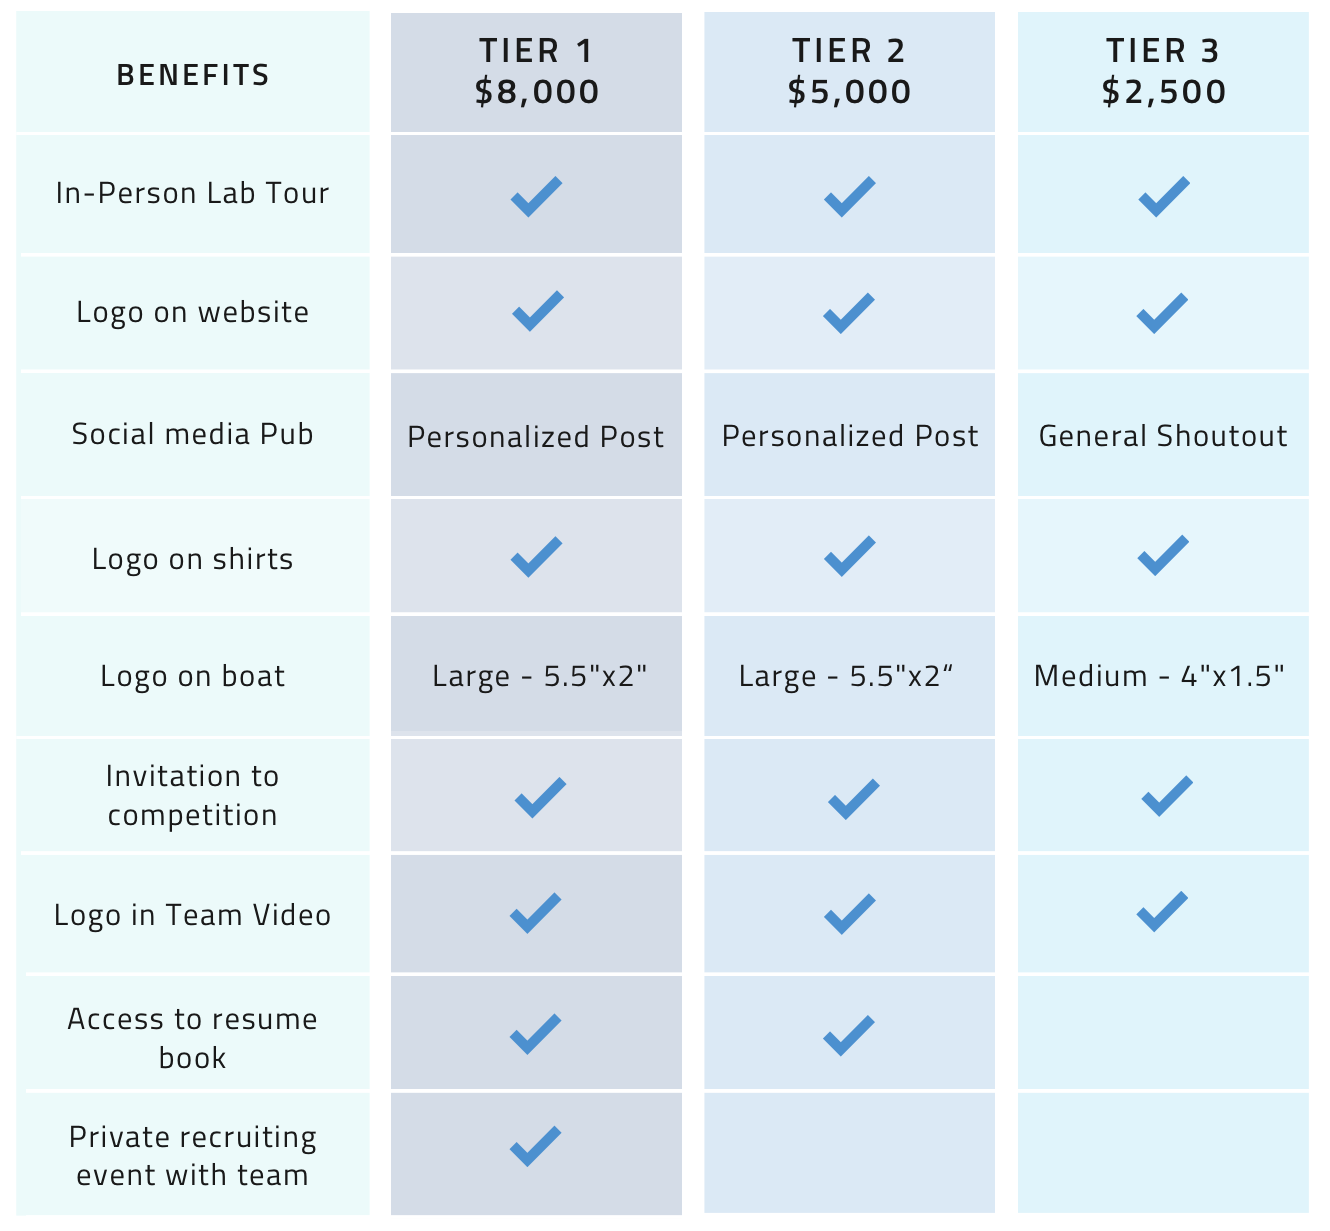 BENEFITS
TIER 1
$8,000
TIER 2
$5,000
TIER 3
$2,500
In-Person Lab Tour
Logo on website
Social media Pub
Personalized Post
Personalized Post
General Shoutout
Logo on shirts
Logo on boat
Large - 5.5"x2"
Large - 5.5"x2“
Medium - 4"x1.5"
Invitation to
competition
Logo in Team Video
Access to resume
book
Private recruiting
event with team